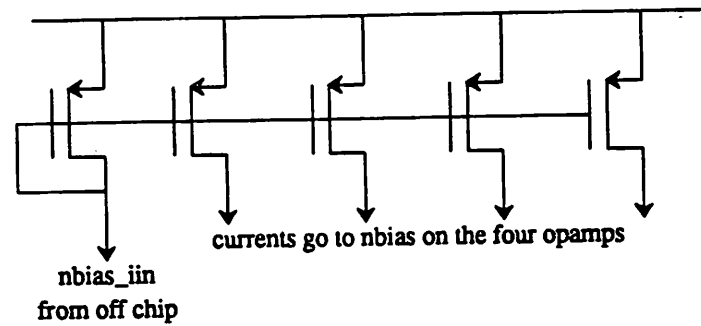 currents go to nbias on the four opamps
nbias_iin
from off chip